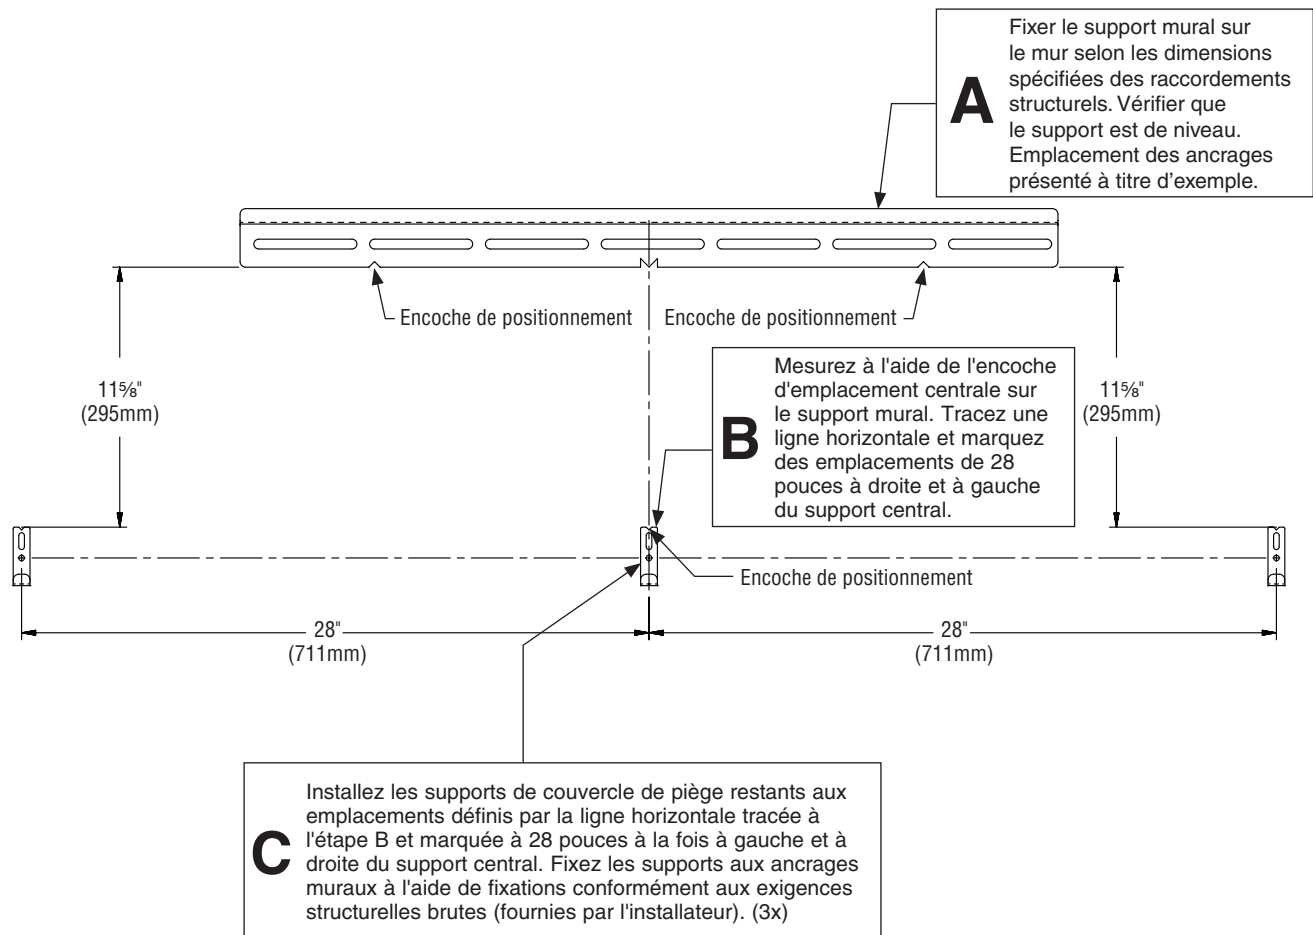 A
Fixer le support mural sur
le mur selon les dimensions
spécifiées des raccordements
structurels. Vérifier que
le support est de niveau.
Emplacement des ancrages
présenté à titre d’exemple.
Encoche de positionnement
Encoche de positionnement
11⅝"
(295mm)
B
Mesurez à l'aide de l'encoche
d'emplacement centrale sur
le support mural. Tracez une
ligne horizontale et marquez
des emplacements de 28
pouces à droite et à gauche
du support central.
11⅝"
(295mm)
Encoche de positionnement
28"
(711mm)
28"
(711mm)
C
Installez les supports de couvercle de piège restants aux
emplacements définis par la ligne horizontale tracée à
l'étape B et marquée à 28 pouces à la fois à gauche et à
droite du support central. Fixez les supports aux ancrages
muraux à l'aide de fixations conformément aux exigences
structurelles brutes (fournies par l'installateur). (3x)